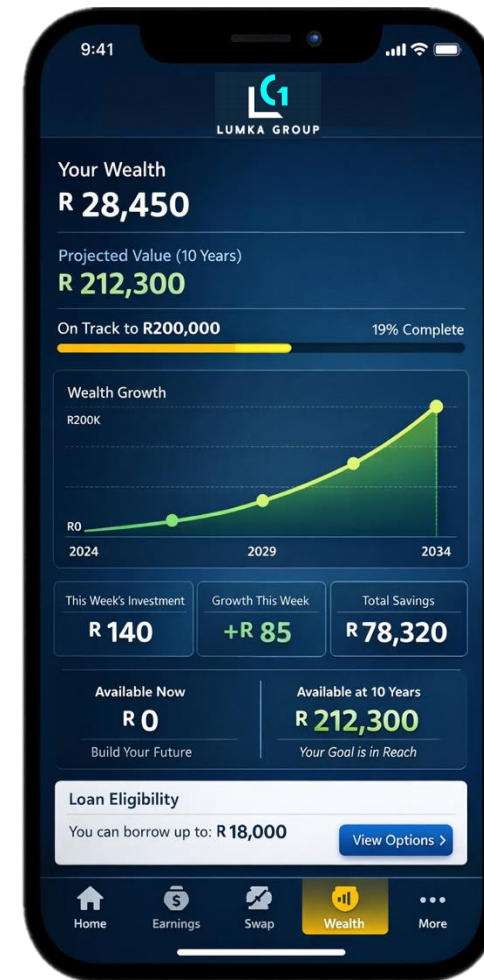 9:41
LUMKA GROUP
Your Wealth
R 28,450
Projected Value (10 Years)
R 212,300
On Track to R200,000 19% Complete
Wealth Growth
R200K
R0
2024 2029 2034
This Week's Investment Growth This Week Total Savings
R 140 +R 85 R 78,320
Available Now Available at 10 Years
R 0 R 212,300
Build Your Future Your Goal is in Reach
Loan Eligibility
You can borrow up to: R 18,000 View Options >
Home Earnings Swap Wealth More